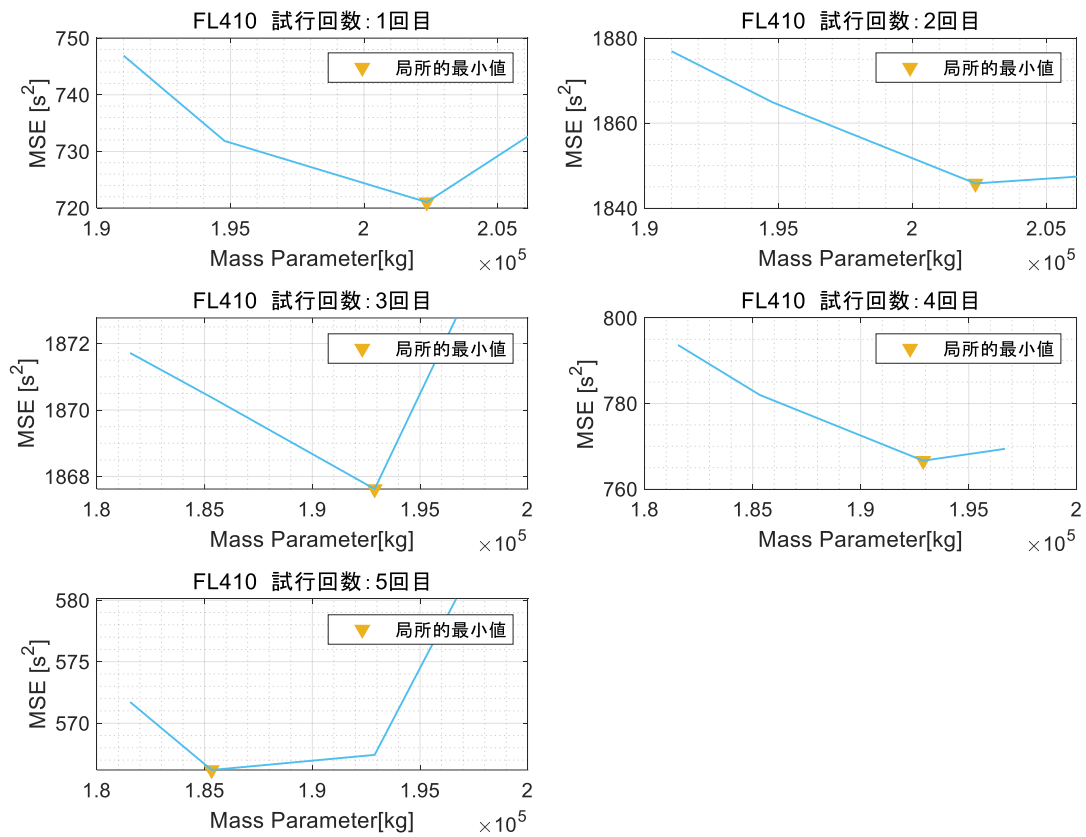 FL410 試行回数:1回目
750
740
730
720
MSE [s²]
局所的最小値
1.9
1.95
2
2.05
Mass Parameter[kg]
×10⁵
FL410 試行回数:2回目
1880
1860
1840
MSE [s²]
局所的最小値
1.9
1.95
2
2.05
Mass Parameter[kg]
×10⁵
FL410 試行回数:3回目
1872
1870
1868
MSE [s²]
局所的最小値
1.8
1.85
1.9
1.95
2
Mass Parameter[kg]
×10⁵
FL410 試行回数:4回目
800
780
760
MSE [s²]
局所的最小値
1.8
1.85
1.9
1.95
2
Mass Parameter[kg]
×10⁵
FL410 試行回数:5回目
580
575
570
MSE [s²]
局所的最小値
1.8
1.85
1.9
1.95
2
Mass Parameter[kg]
×10⁵